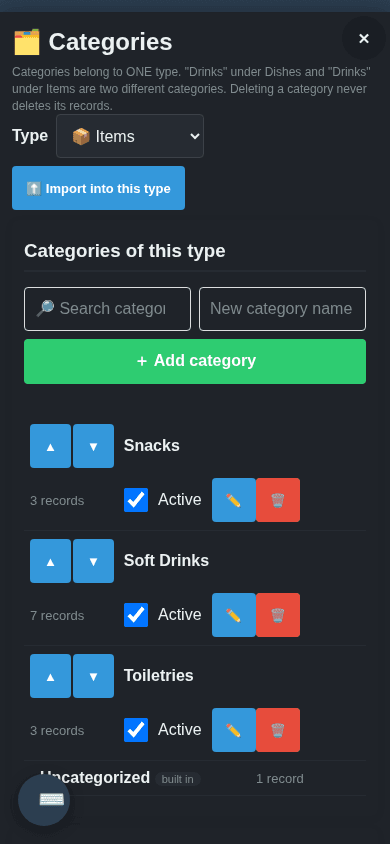 Categories
Categories belong to ONE type. "Drinks" under Dishes and "Drinks"
under Items are two different categories. Deleting a category never
deletes its records.
Type Items
Import into this type
Categories of this type
Search categor New category name
+ Add category
Snacks
3 records Active
Soft Drinks
7 records Active
Toiletries
3 records Active
Uncategorized built in 1 record